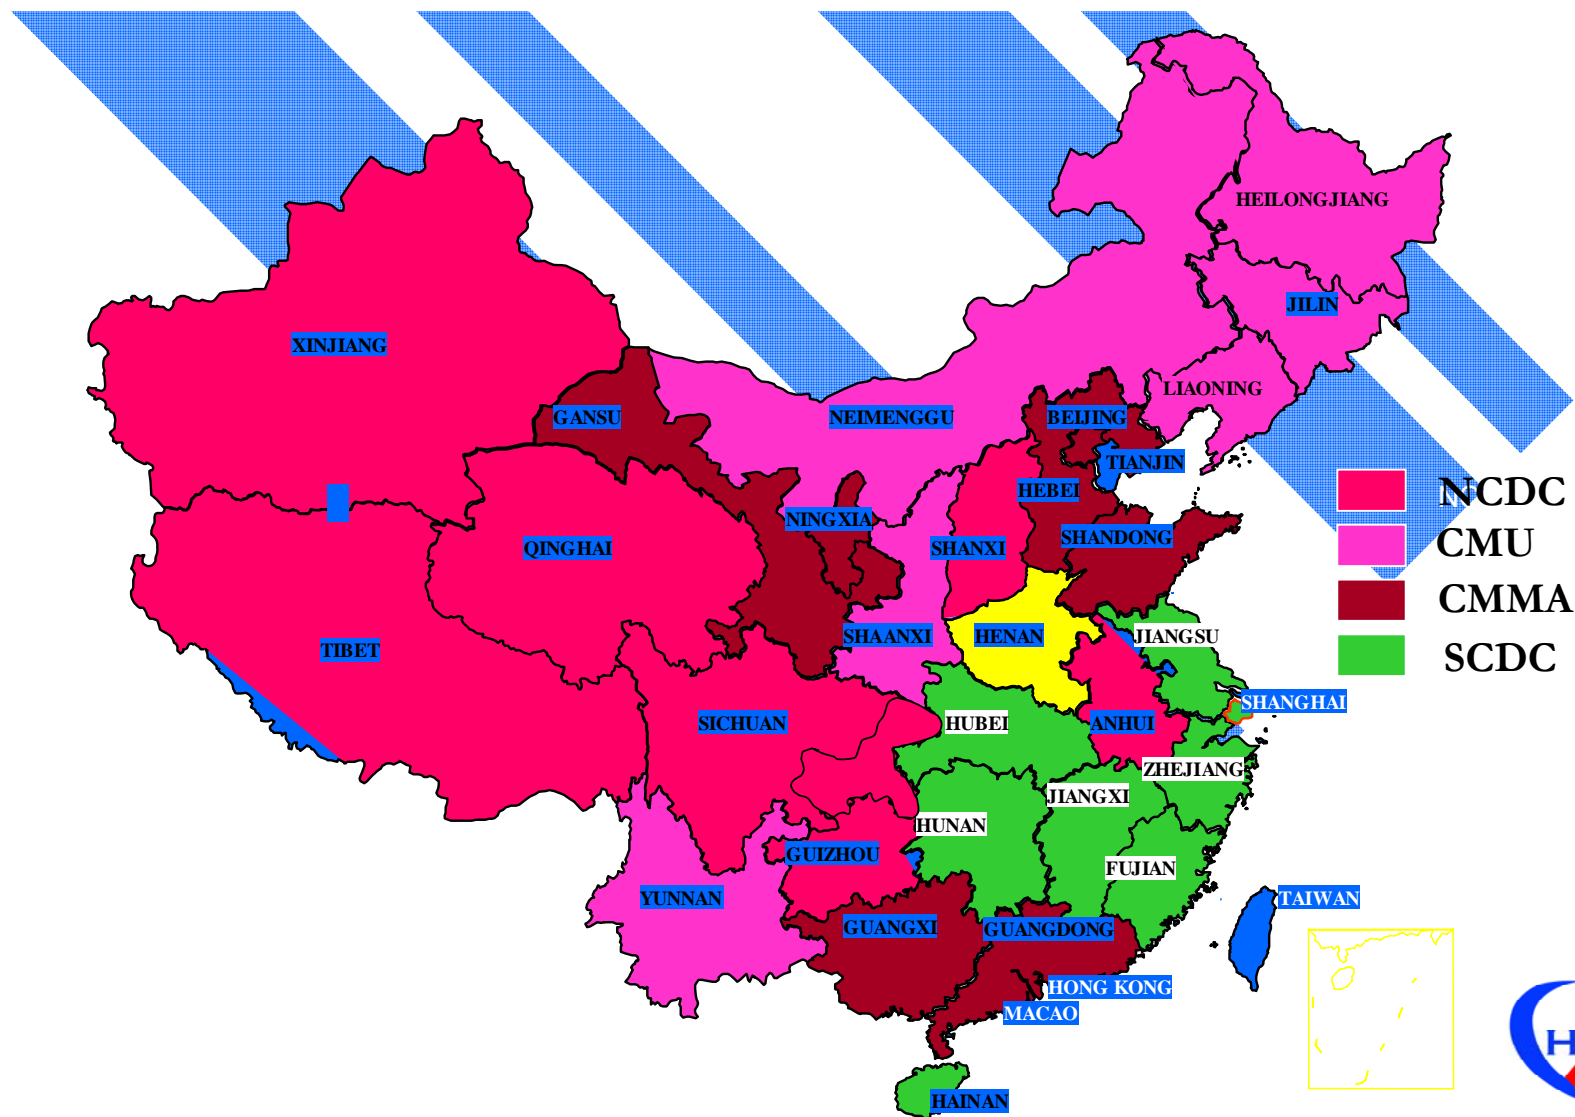 HEILONGJIANG
JILIN
XINJIANG
LIAONING
GANSU
NEIMENGGU
BEIJING
TIANJIN
HEBEI
NCDC
NINGXIA
SHANDONG
QINGHAI
SHANXI
CMU
CMMA
SHAANXI
HENAN
JIANGSU
TIBET
SCDC
SHANGHAI
SICHUAN
HUBEI
ANHUI
ZHEJIANG
JIANGXI
HUNAN
GUIZHOU
FUJIAN
YUNNAN
TAIWAN
GUANGXI
GUANGDONG
HONG KONG
MACAO
H
HAINAN